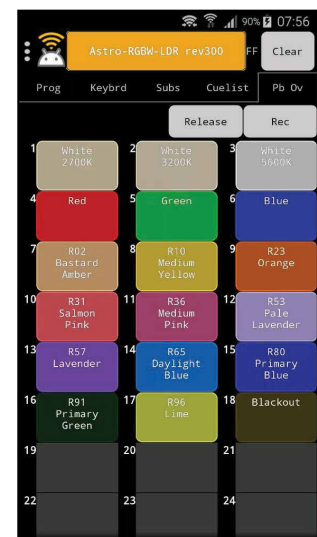 90% 07:56
Astro-RGBW-LDR rev300 FF Clear
Prog Keybrd Subs Cuelist Pb Ov
Release Rec
1 White 2 White 3 White
2700K 3200K 5600K
4 Red 5 Green 6 Blue
7 R02 8 R10 9 R23
Bastard Medium Orange
Amber Yellow
10 R31 11 R36 12 R53
Salmon Medium Pale
Pink Pink Lavender
13 R57 14 R65 15 R80
Lavender Daylight Primary
Blue Blue
16 R91 17 R96 18 Blackout
Primary Lime
Green
19 20 21
22 23 24